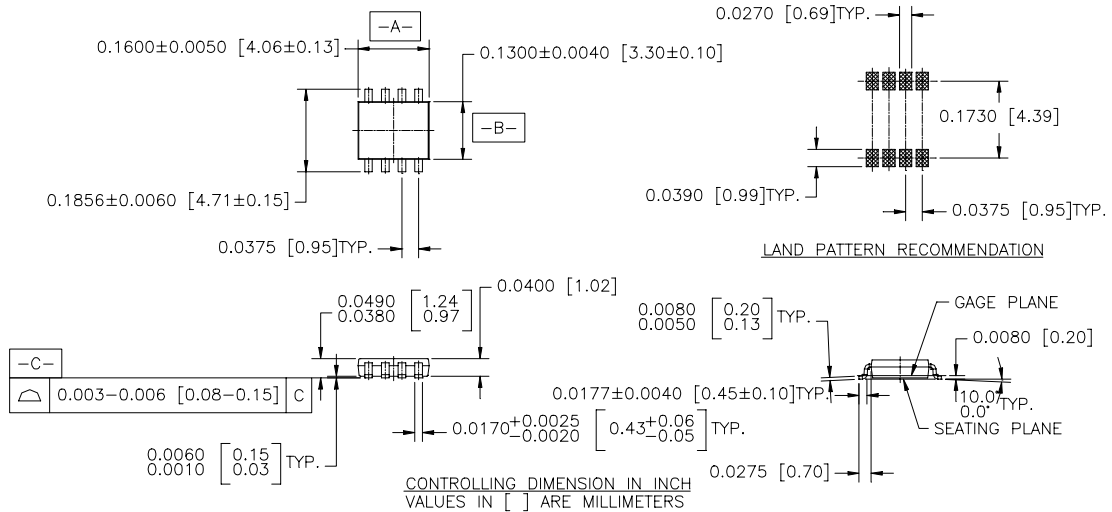 -A-
0.1600±0.0050 [4.06±0.13]
0.1300±0.0040 [3.30±0.10]
-B-
0.1856±0.0060 [4.71±0.15]
0.0375 [0.95]TYP.
0.0270 [0.69]TYP.
0.1730 [4.39]
0.0390 [0.99]TYP.
0.0375 [0.95]TYP.
LAND PATTERN RECOMMENDATION
0.0490 [1.24
0.0380 0.97]
0.0400 [1.02]
-C-
0.003-0.006 [0.08-0.15] C
0.0060 [0.15
0.0010 0.03] TYP.
0.0170+0.0025
-0.0020 [0.43+0.06
-0.05] TYP.
0.0080 [0.20
0.0050 0.13] TYP.
GAGE PLANE
0.0080 [0.20]
0.0177±0.0040 [0.45±0.10]TYP.
10.0°
0.0° TYP.
SEATING PLANE
0.0275 [0.70]
CONTROLLING DIMENSION IN INCH
VALUES IN [ ] ARE MILLIMETERS